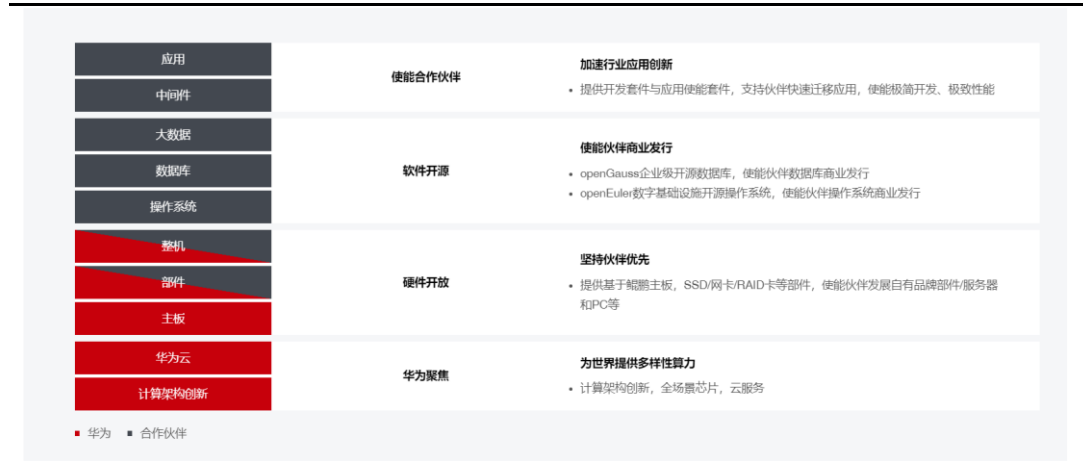 应用
中间件
使能合作伙伴
加速行业应用创新
• 提供开发套件与应用使能套件，支持伙伴快速迁移应用，使能极简开发、极致性能
大数据
数据库
操作系统
软件开源
使能伙伴商业发行
• openGauss企业级开源数据库，使能伙伴数据库商业发行
• openEuler数字基础设施开源操作系统，使能伙伴操作系统商业发行
整机
部件
主板
硬件开放
坚持伙伴优先
• 提供基于鲲鹏主板，SSD/网卡/RAID卡等部件，使能伙伴发展自有品牌部件/服务器
和PC等
华为云
计算架构创新
华为聚焦
为世界提供多样性算力
• 计算架构创新，全场景芯片，云服务
华为
合作伙伴